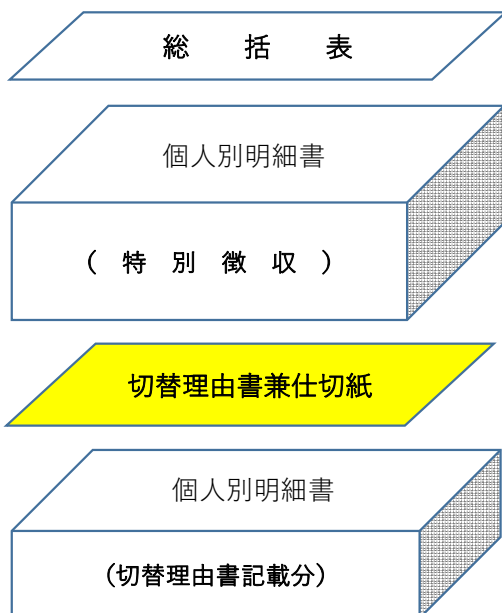 総 括 表
個人別明細書
( 特 別 徴 収 )
切替理由書兼仕切紙
個人別明細書
(切替理由書記載分)